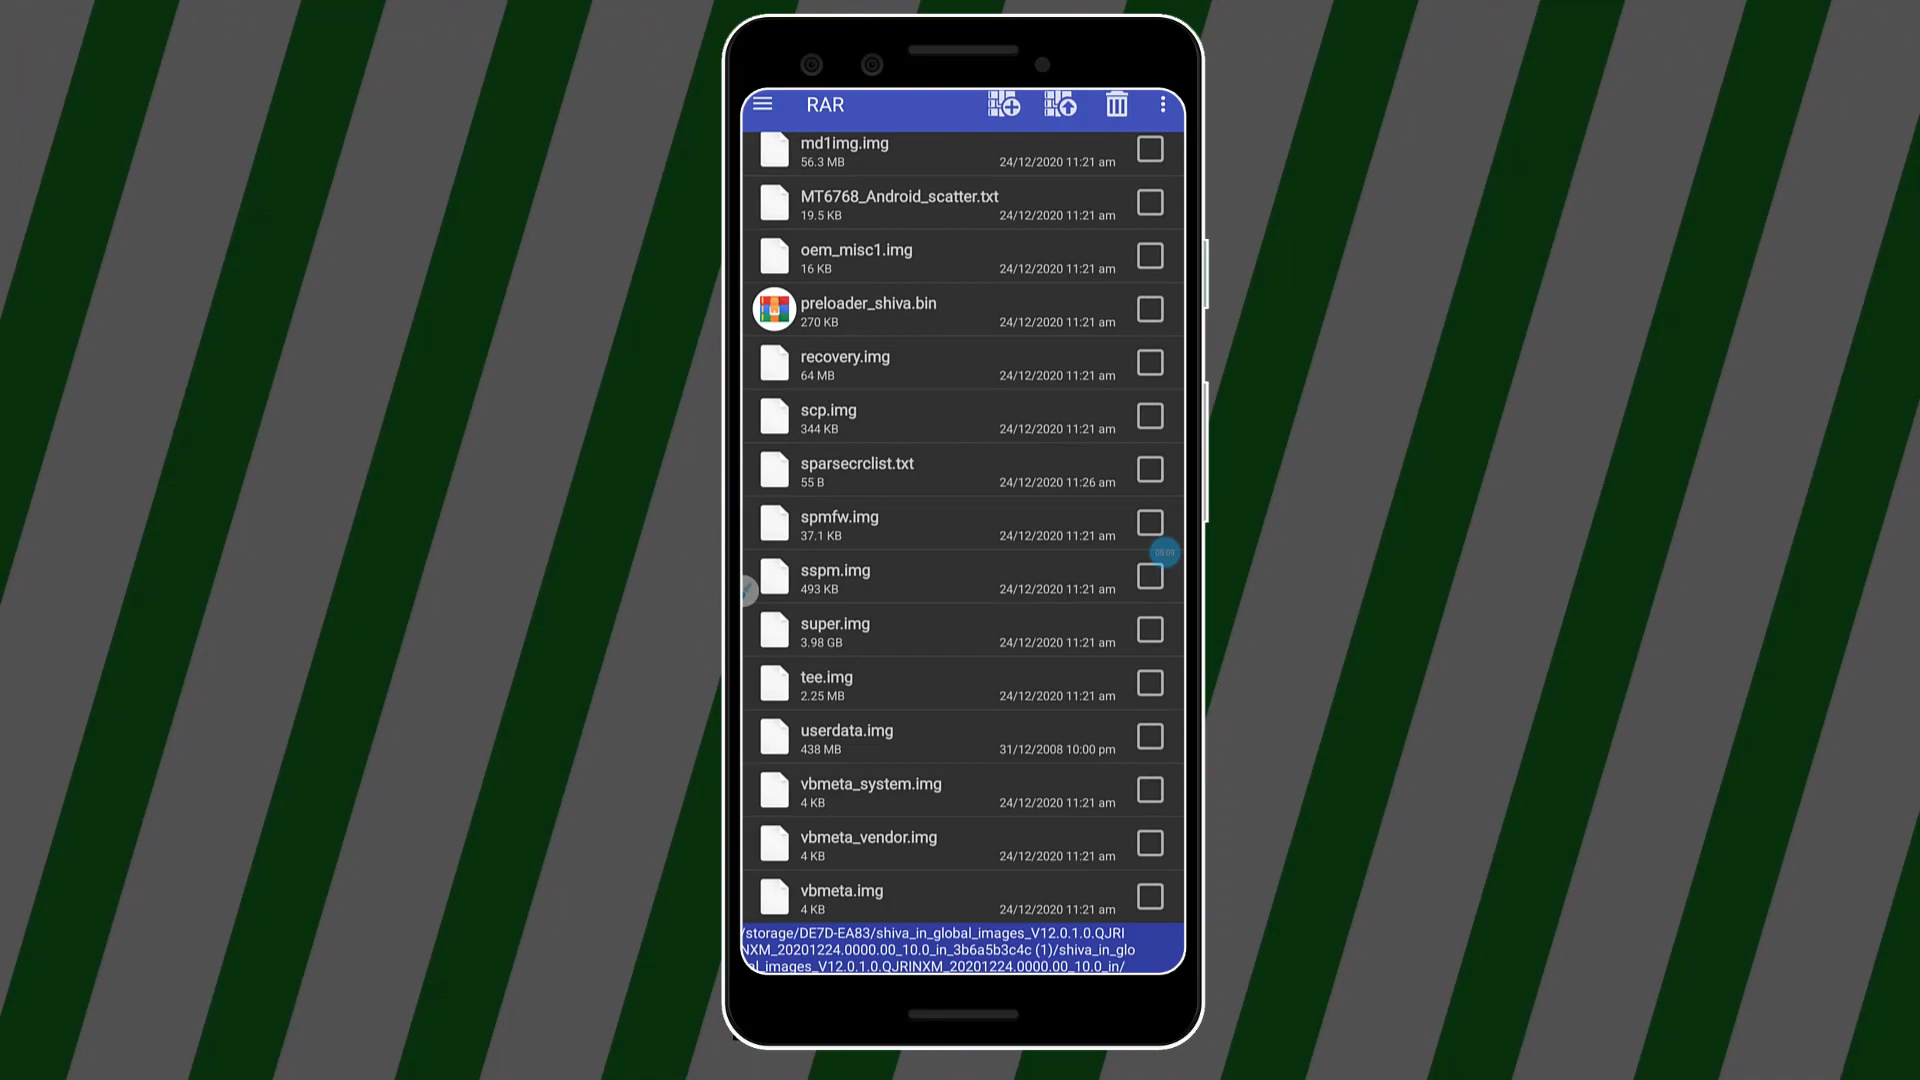 RAR
md1img.img
56.3 MB 24/12/2020 11:21 am
MT6768_Android_scatter.txt
19.5 KB 24/12/2020 11:21 am
oem_misc1.img
16 KB 24/12/2020 11:21 am
preloader_shiva.bin
270 KB 24/12/2020 11:21 am
recovery.img
64 MB 24/12/2020 11:21 am
scp.img
344 KB 24/12/2020 11:21 am
sparsecrclist.txt
55 B 24/12/2020 11:26 am
spmfw.img
37.1 KB 24/12/2020 11:21 am
05:09
sspm.img
493 KB 24/12/2020 11:21 am
super.img
3.98 GB 24/12/2020 11:21 am
tee.img
2.25 MB 24/12/2020 11:21 am
userdata.img
438 MB 31/12/2008 10:00 pm
vbmeta_system.img
4 KB 24/12/2020 11:21 am
vbmeta_vendor.img
4 KB 24/12/2020 11:21 am
vbmeta.img
4 KB 24/12/2020 11:21 am
/storage/DE7D-EA83/shiva_in_global_images_V12.0.1.0.QJRI
NXM_20201224.0000.00_10.0_in_3b6a5b3c4c (1)/shiva_in_glo
bal_images_V12.0.1.0.QJRINXM_20201224.0000.00_10.0_in/